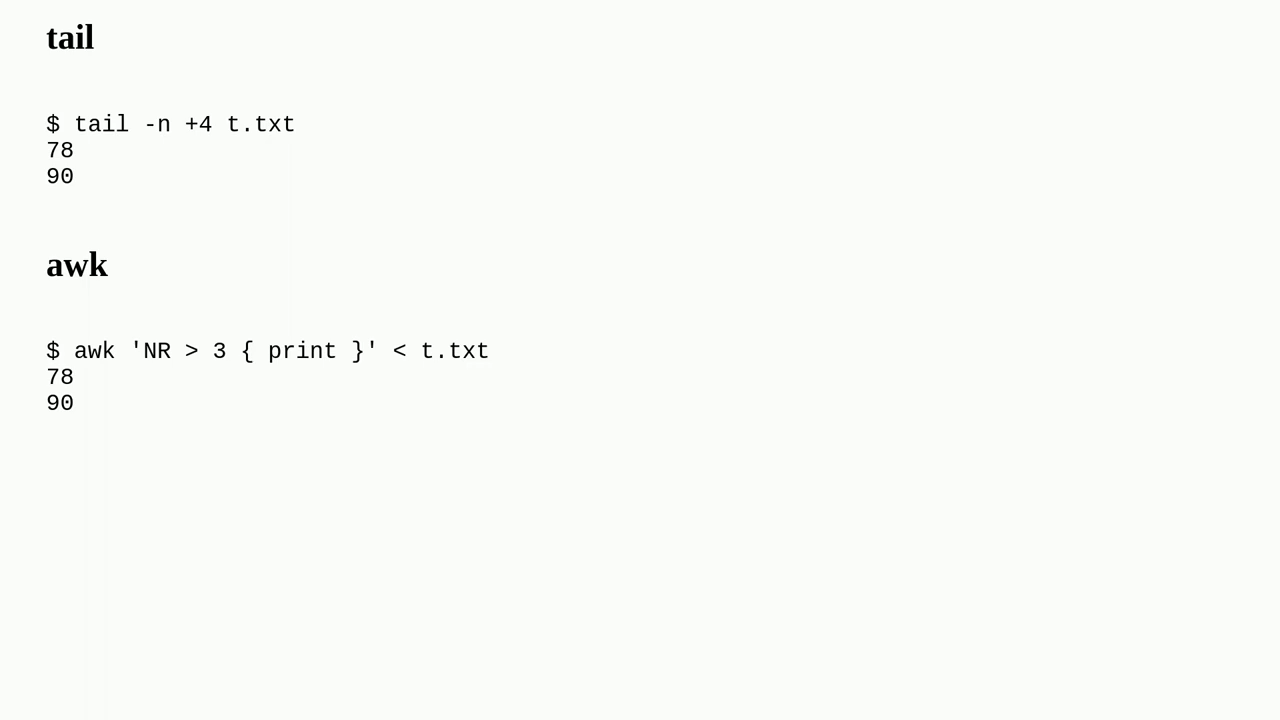 tail
$ tail -n +4 t.txt
78
90
awk
$ awk 'NR > 3 { print }' < t.txt
78
90